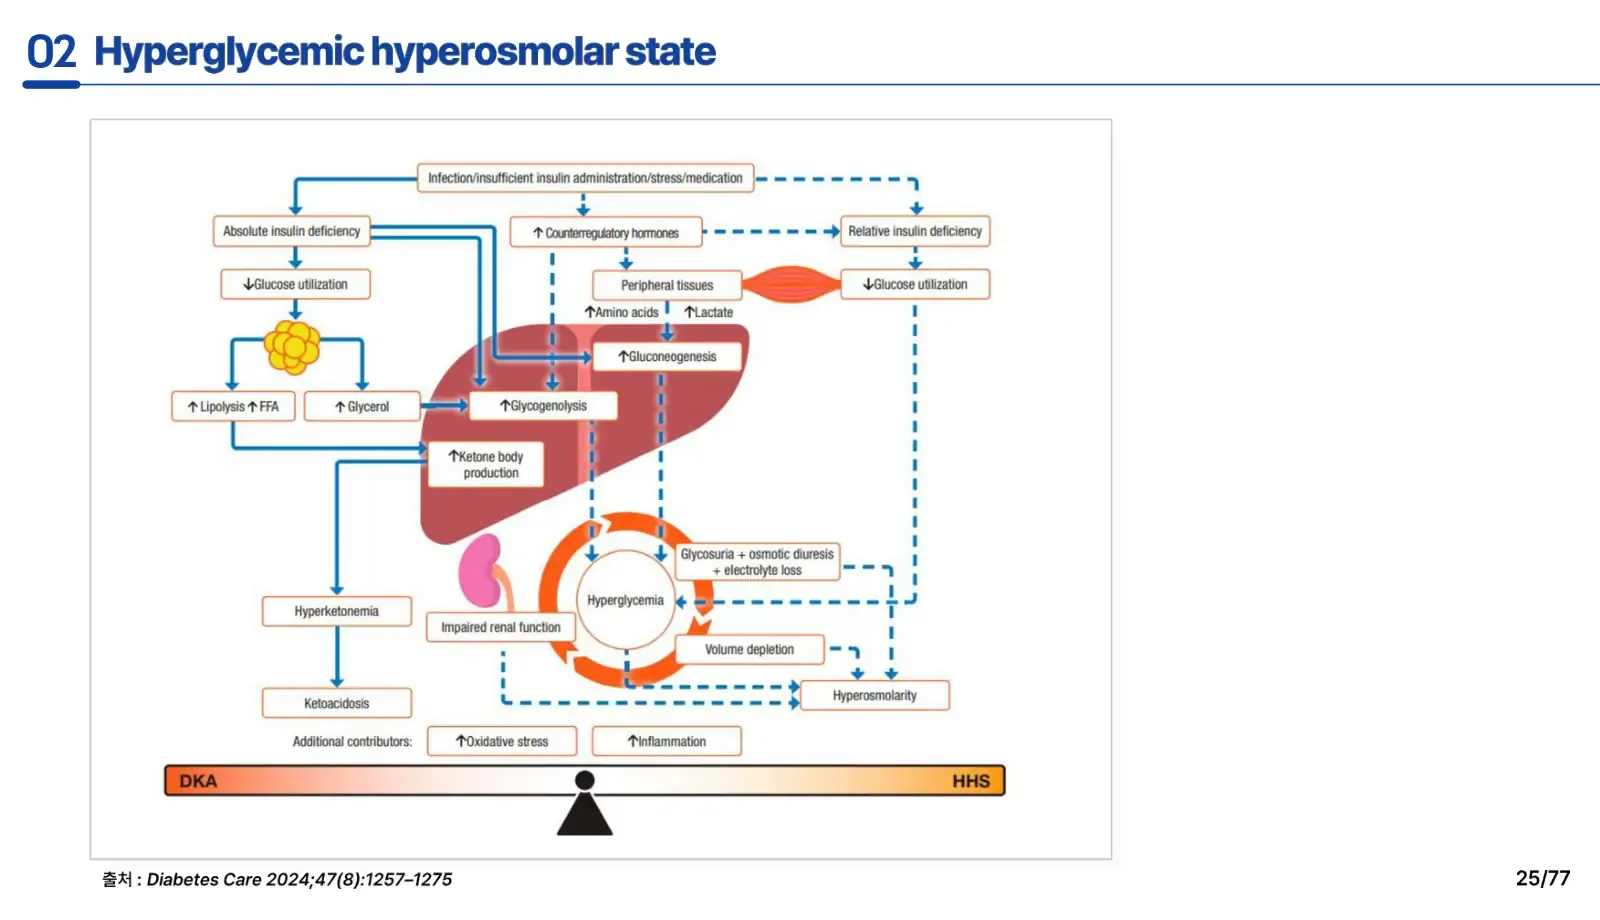 02 Hyperglycemic hyperosmolar state
Infection/insufficient insulin administration/stress/medication
Absolute insulin deficiency
↑ Counterregulatory hormones
Relative insulin deficiency
↓Glucose utilization
Peripheral tissues
↓Glucose utilization
↑Amino acids
↑Lactate
↑Gluconeogenesis
↑ Lipolysis ↑ FFA
↑ Glycerol
↑Glycogenolysis
↑Ketone body
production
Glycosuria + osmotic diuresis
+ electrolyte loss
Hyperglycemia
Hyperketonemia
Impaired renal function
Volume depletion
Hyperosmolarity
Ketoacidosis
Additional contributors:
↑Oxidative stress
↑Inflammation
DKA
HHS
출처 : Diabetes Care 2024;47(8):1257–1275
25/77